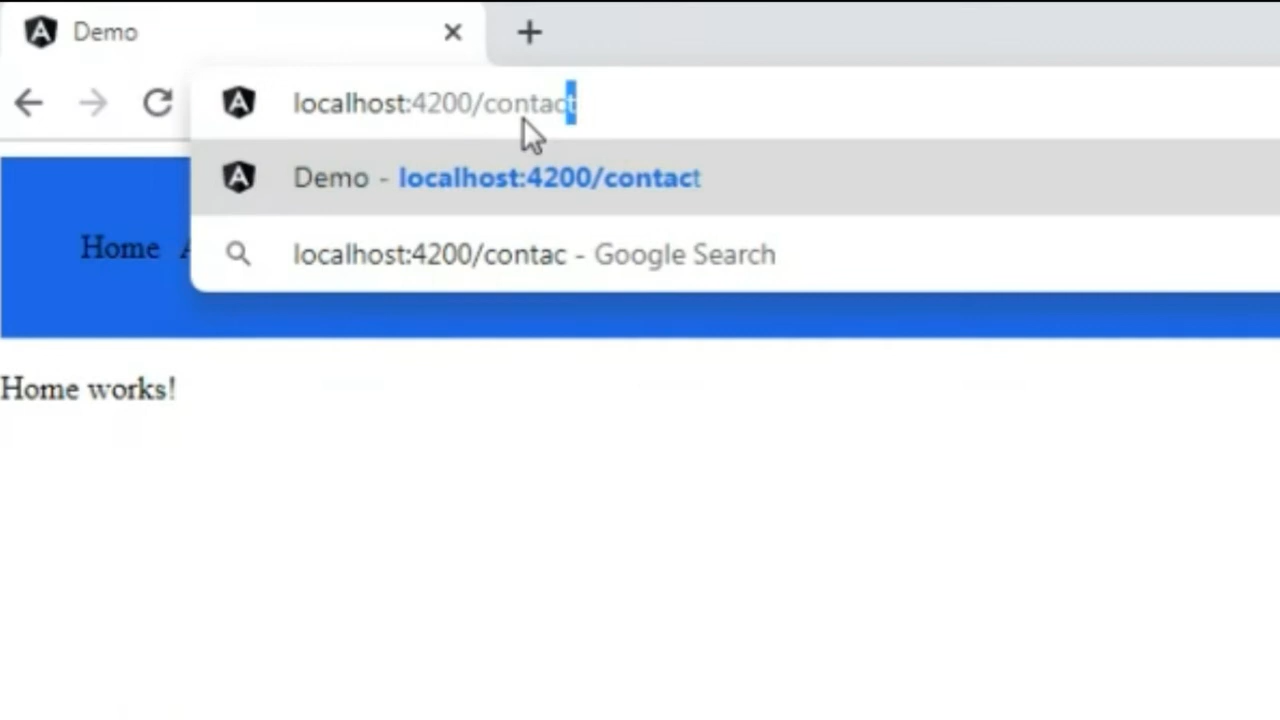 Demo
localhost:4200/contact
Demo - localhost:4200/contact
Home
localhost:4200/contac - Google Search
Home works!